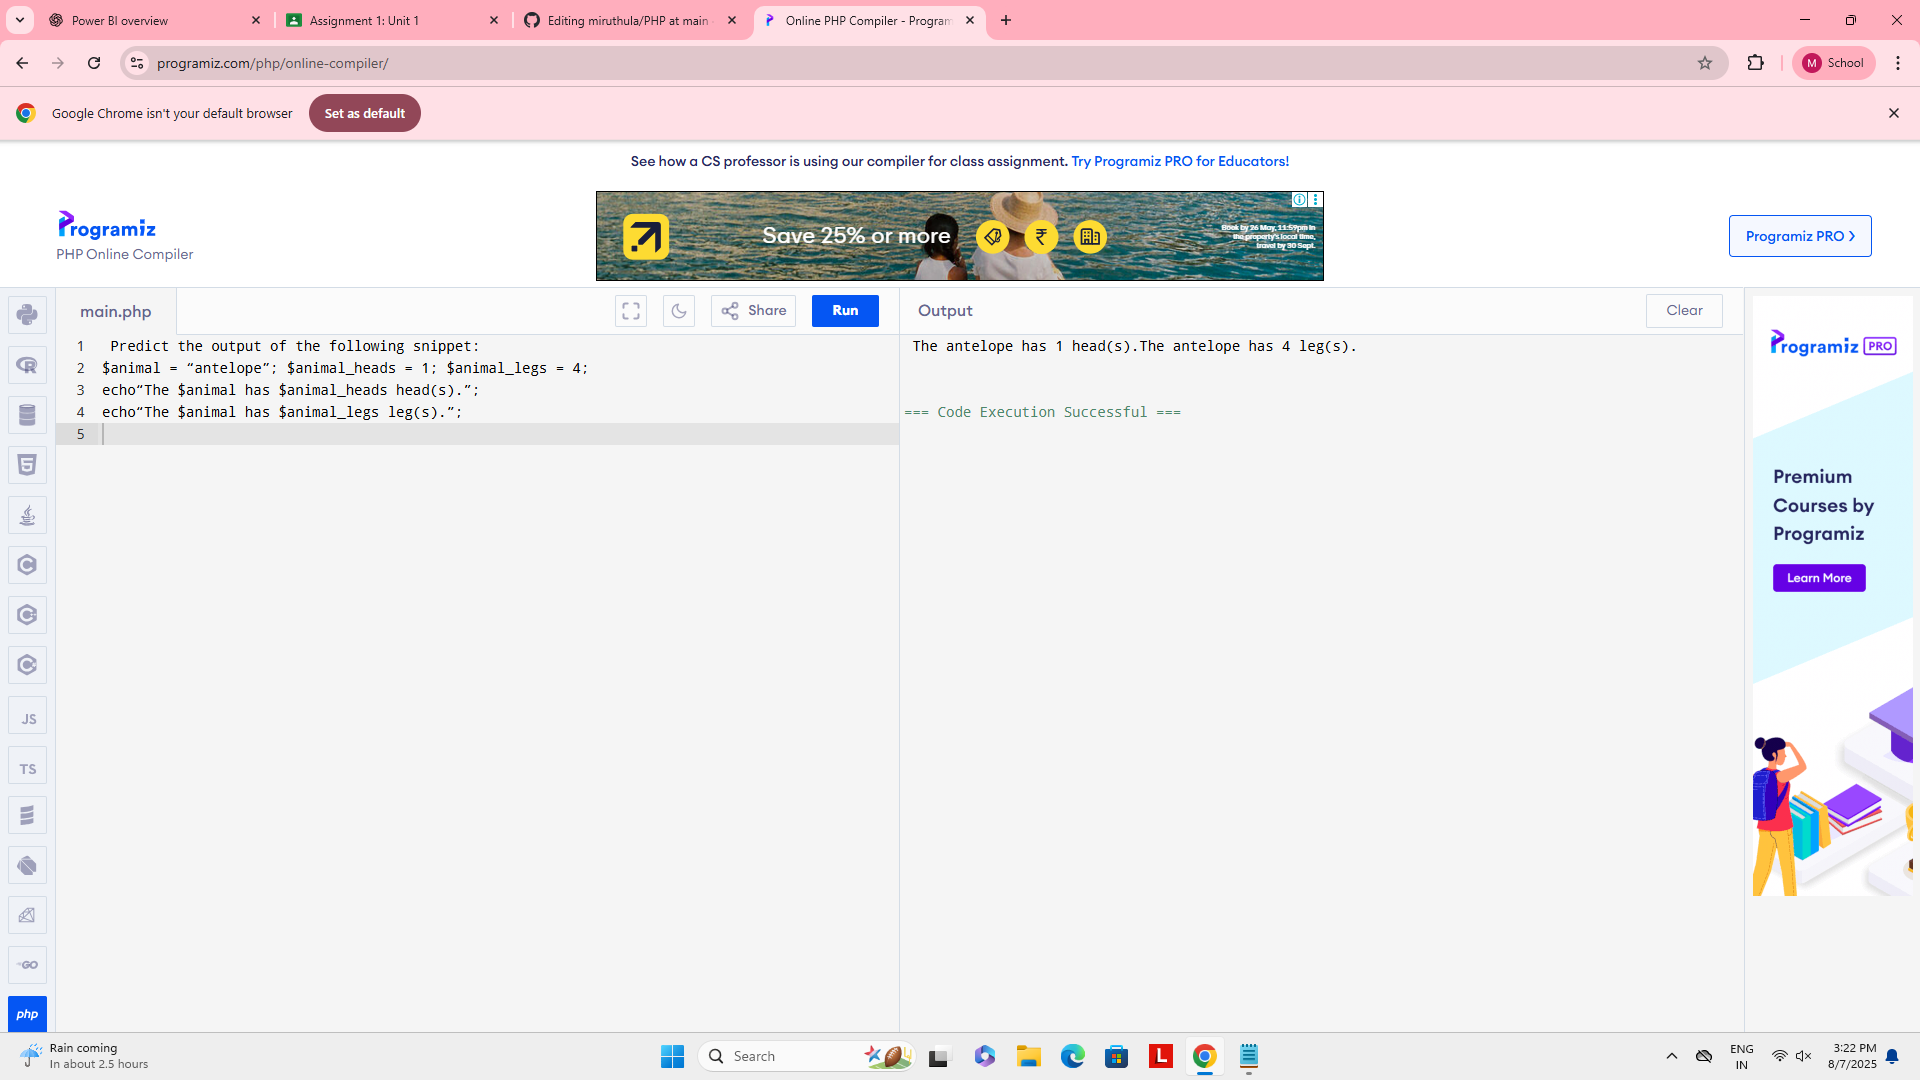 Power BI overview
Assignment 1: Unit 1
Editing miruthula/PHP at main
Online PHP Compiler - Program
programiz.com/php/online-compiler/
M School
Google Chrome isn't your default browser
Set as default
See how a CS professor is using our compiler for class assignment. Try Programiz PRO for Educators!
Save 25% or more
₹
Book by 26 May, 11:59pm in
the property's local time,
travel by 30 Sept.
Programiz
PHP Online Compiler
Programiz PRO
main.php
Share
Run
Output
Clear
1 Predict the output of the following snippet:
2 $animal = “antelope”; $animal_heads = 1; $animal_legs = 4;
3 echo“The $animal has $animal_heads head(s).”;
4 echo“The $animal has $animal_legs leg(s).”;
5
The antelope has 1 head(s).The antelope has 4 leg(s).
=== Code Execution Successful ===
Programiz PRO
Premium
Courses by
Programiz
Learn More
JS
TS
GO
php
Rain coming
In about 2.5 hours
Search
L
ENG
IN
3:22 PM
8/7/2025